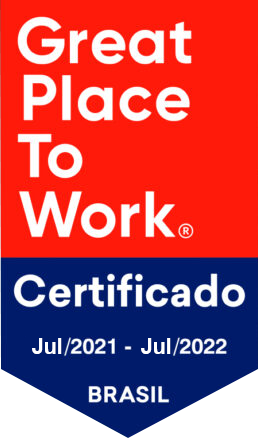 Great
Place
To
Work®
Certificado
Jul/2021 - Jul/2022
BRASIL